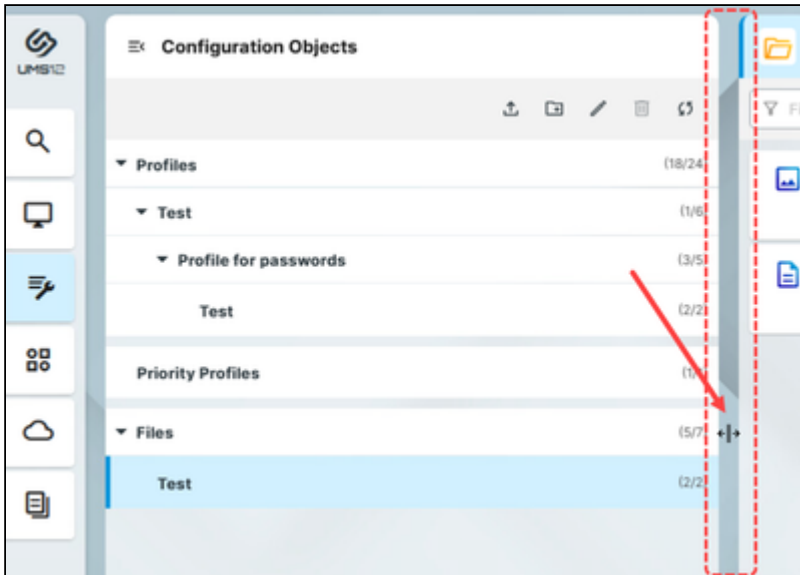 UMS12
Configuration Objects
Profiles (18/24
Test (1/6
Profile for passwords (3/5
Test (2/2
Priority Profiles
Files (5/7
Test (2/2